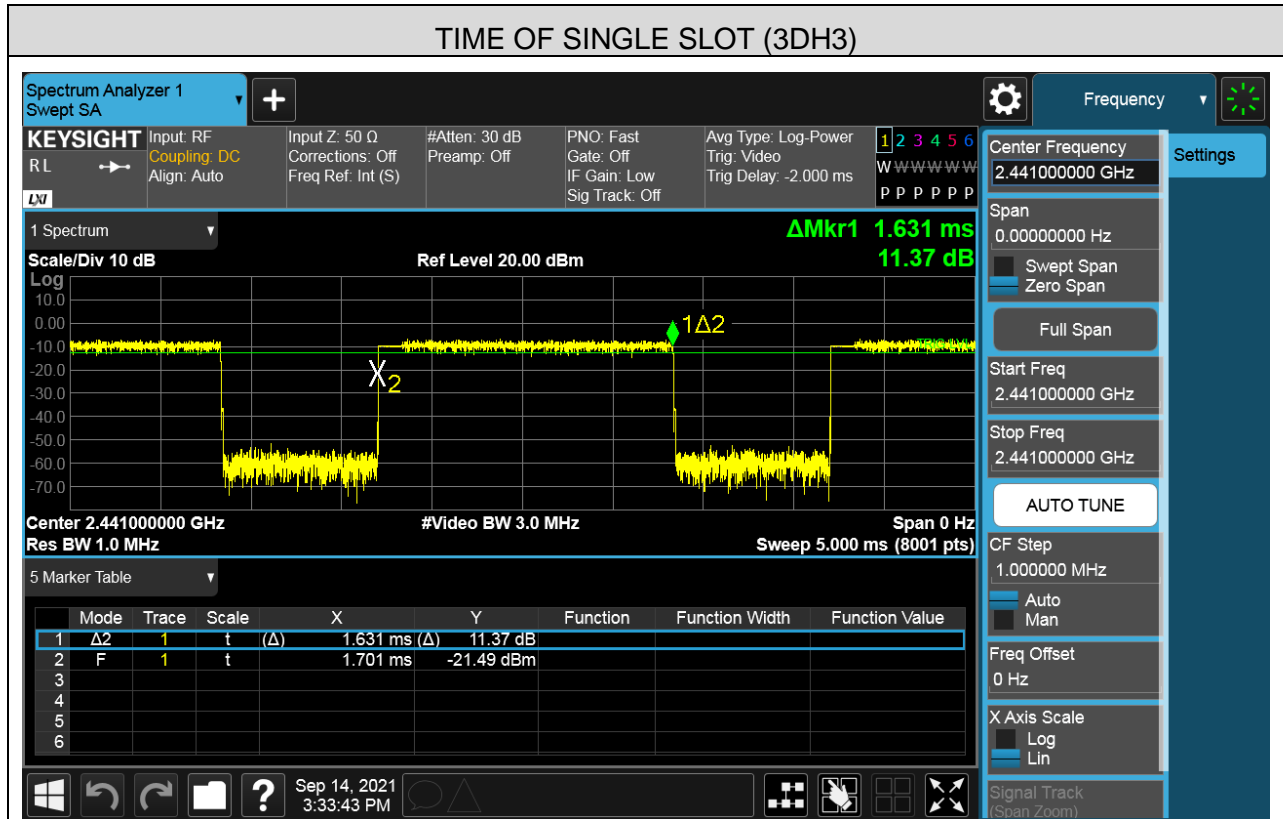 TIME OF SINGLE SLOT (3DH3)
Spectrum Analyzer 1
Swept SA
Frequency
KEYSIGHT
RL
LXI
Input: RF
Coupling: DC
Align: Auto
Input Z: 50 Ω
Corrections: Off
Freq Ref: Int (S)
#Atten: 30 dB
Preamp: Off
PNO: Fast
Gate: Off
IF Gain: Low
Sig Track: Off
Avg Type: Log-Power
Trig: Video
Trig Delay: -2.000 ms
1 2 3 4 5 6
W W W W W W
P P P P P P
1 Spectrum
ΔMkr1 1.631 ms
11.37 dB
Scale/Div 10 dB
Ref Level 20.00 dBm
Log
10.0
0.00
-10.0
-20.0
-30.0
-40.0
-50.0
-60.0
-70.0
1Δ2
2
Center 2.441000000 GHz
#Video BW 3.0 MHz
Span 0 Hz
Res BW 1.0 MHz
Sweep 5.000 ms (8001 pts)
5 Marker Table
Mode Trace Scale X Y Function Function Width Function Value
1 Δ2 1 t (Δ) 1.631 ms (Δ) 11.37 dB
2 F 1 t 1.701 ms -21.49 dBm
3
4
5
6
?
Sep 14, 2021
3:33:43 PM
Center Frequency
2.441000000 GHz
Settings
Span
0.00000000 Hz
Swept Span
Zero Span
Full Span
Start Freq
2.441000000 GHz
Stop Freq
2.441000000 GHz
AUTO TUNE
CF Step
1.000000 MHz
Auto
Man
Freq Offset
0 Hz
X Axis Scale
Log
Lin
Signal Track
(Span Zoom)